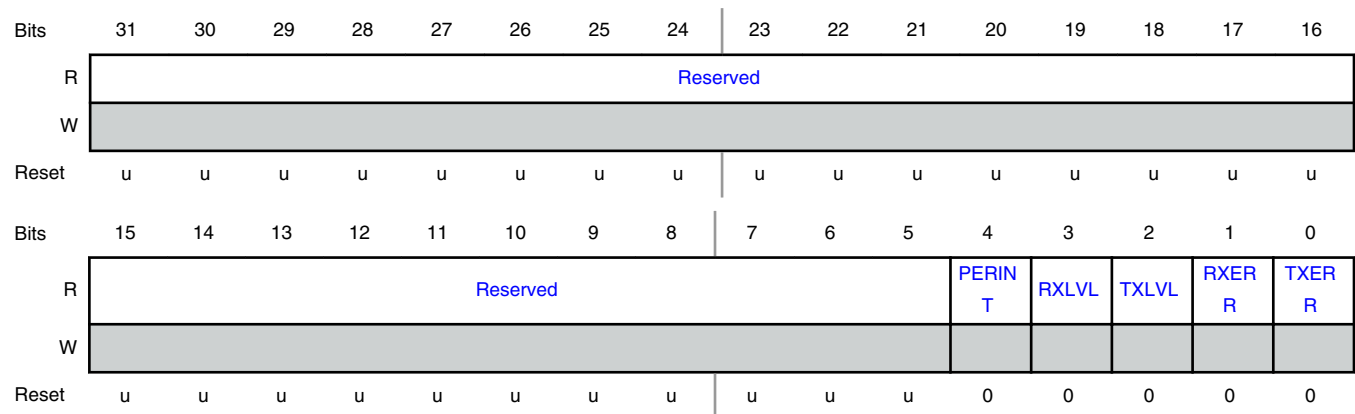 Bits 31 30 29 28 27 26 25 24 23 22 21 20 19 18 17 16
R Reserved
W
Reset u u u u u u u u u u u u u u u u
Bits 15 14 13 12 11 10 9 8 7 6 5 4 3 2 1 0
R Reserved PERIN T RXLVL TXLVL RXER R TXER R
W
Reset u u u u u u u u u u u 0 0 0 0 0